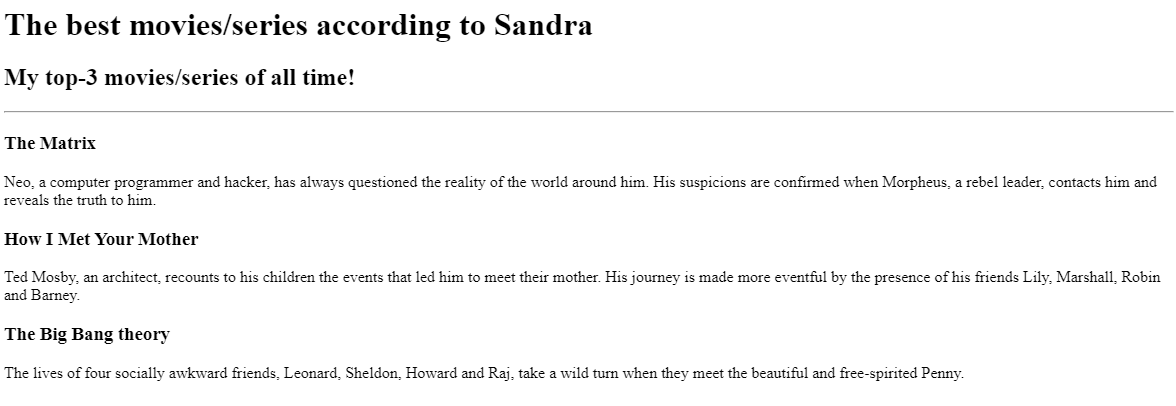 The best movies/series according to Sandra
My top-3 movies/series of all time!
The Matrix
Neo, a computer programmer and hacker, has always questioned the reality of the world around him. His suspicions are confirmed when Morpheus, a rebel leader, contacts him and
reveals the truth to him.
How I Met Your Mother
Ted Mosby, an architect, recounts to his children the events that led him to meet their mother. His journey is made more eventful by the presence of his friends Lily, Marshall, Robin
and Barney.
The Big Bang theory
The lives of four socially awkward friends, Leonard, Sheldon, Howard and Raj, take a wild turn when they meet the beautiful and free-spirited Penny.